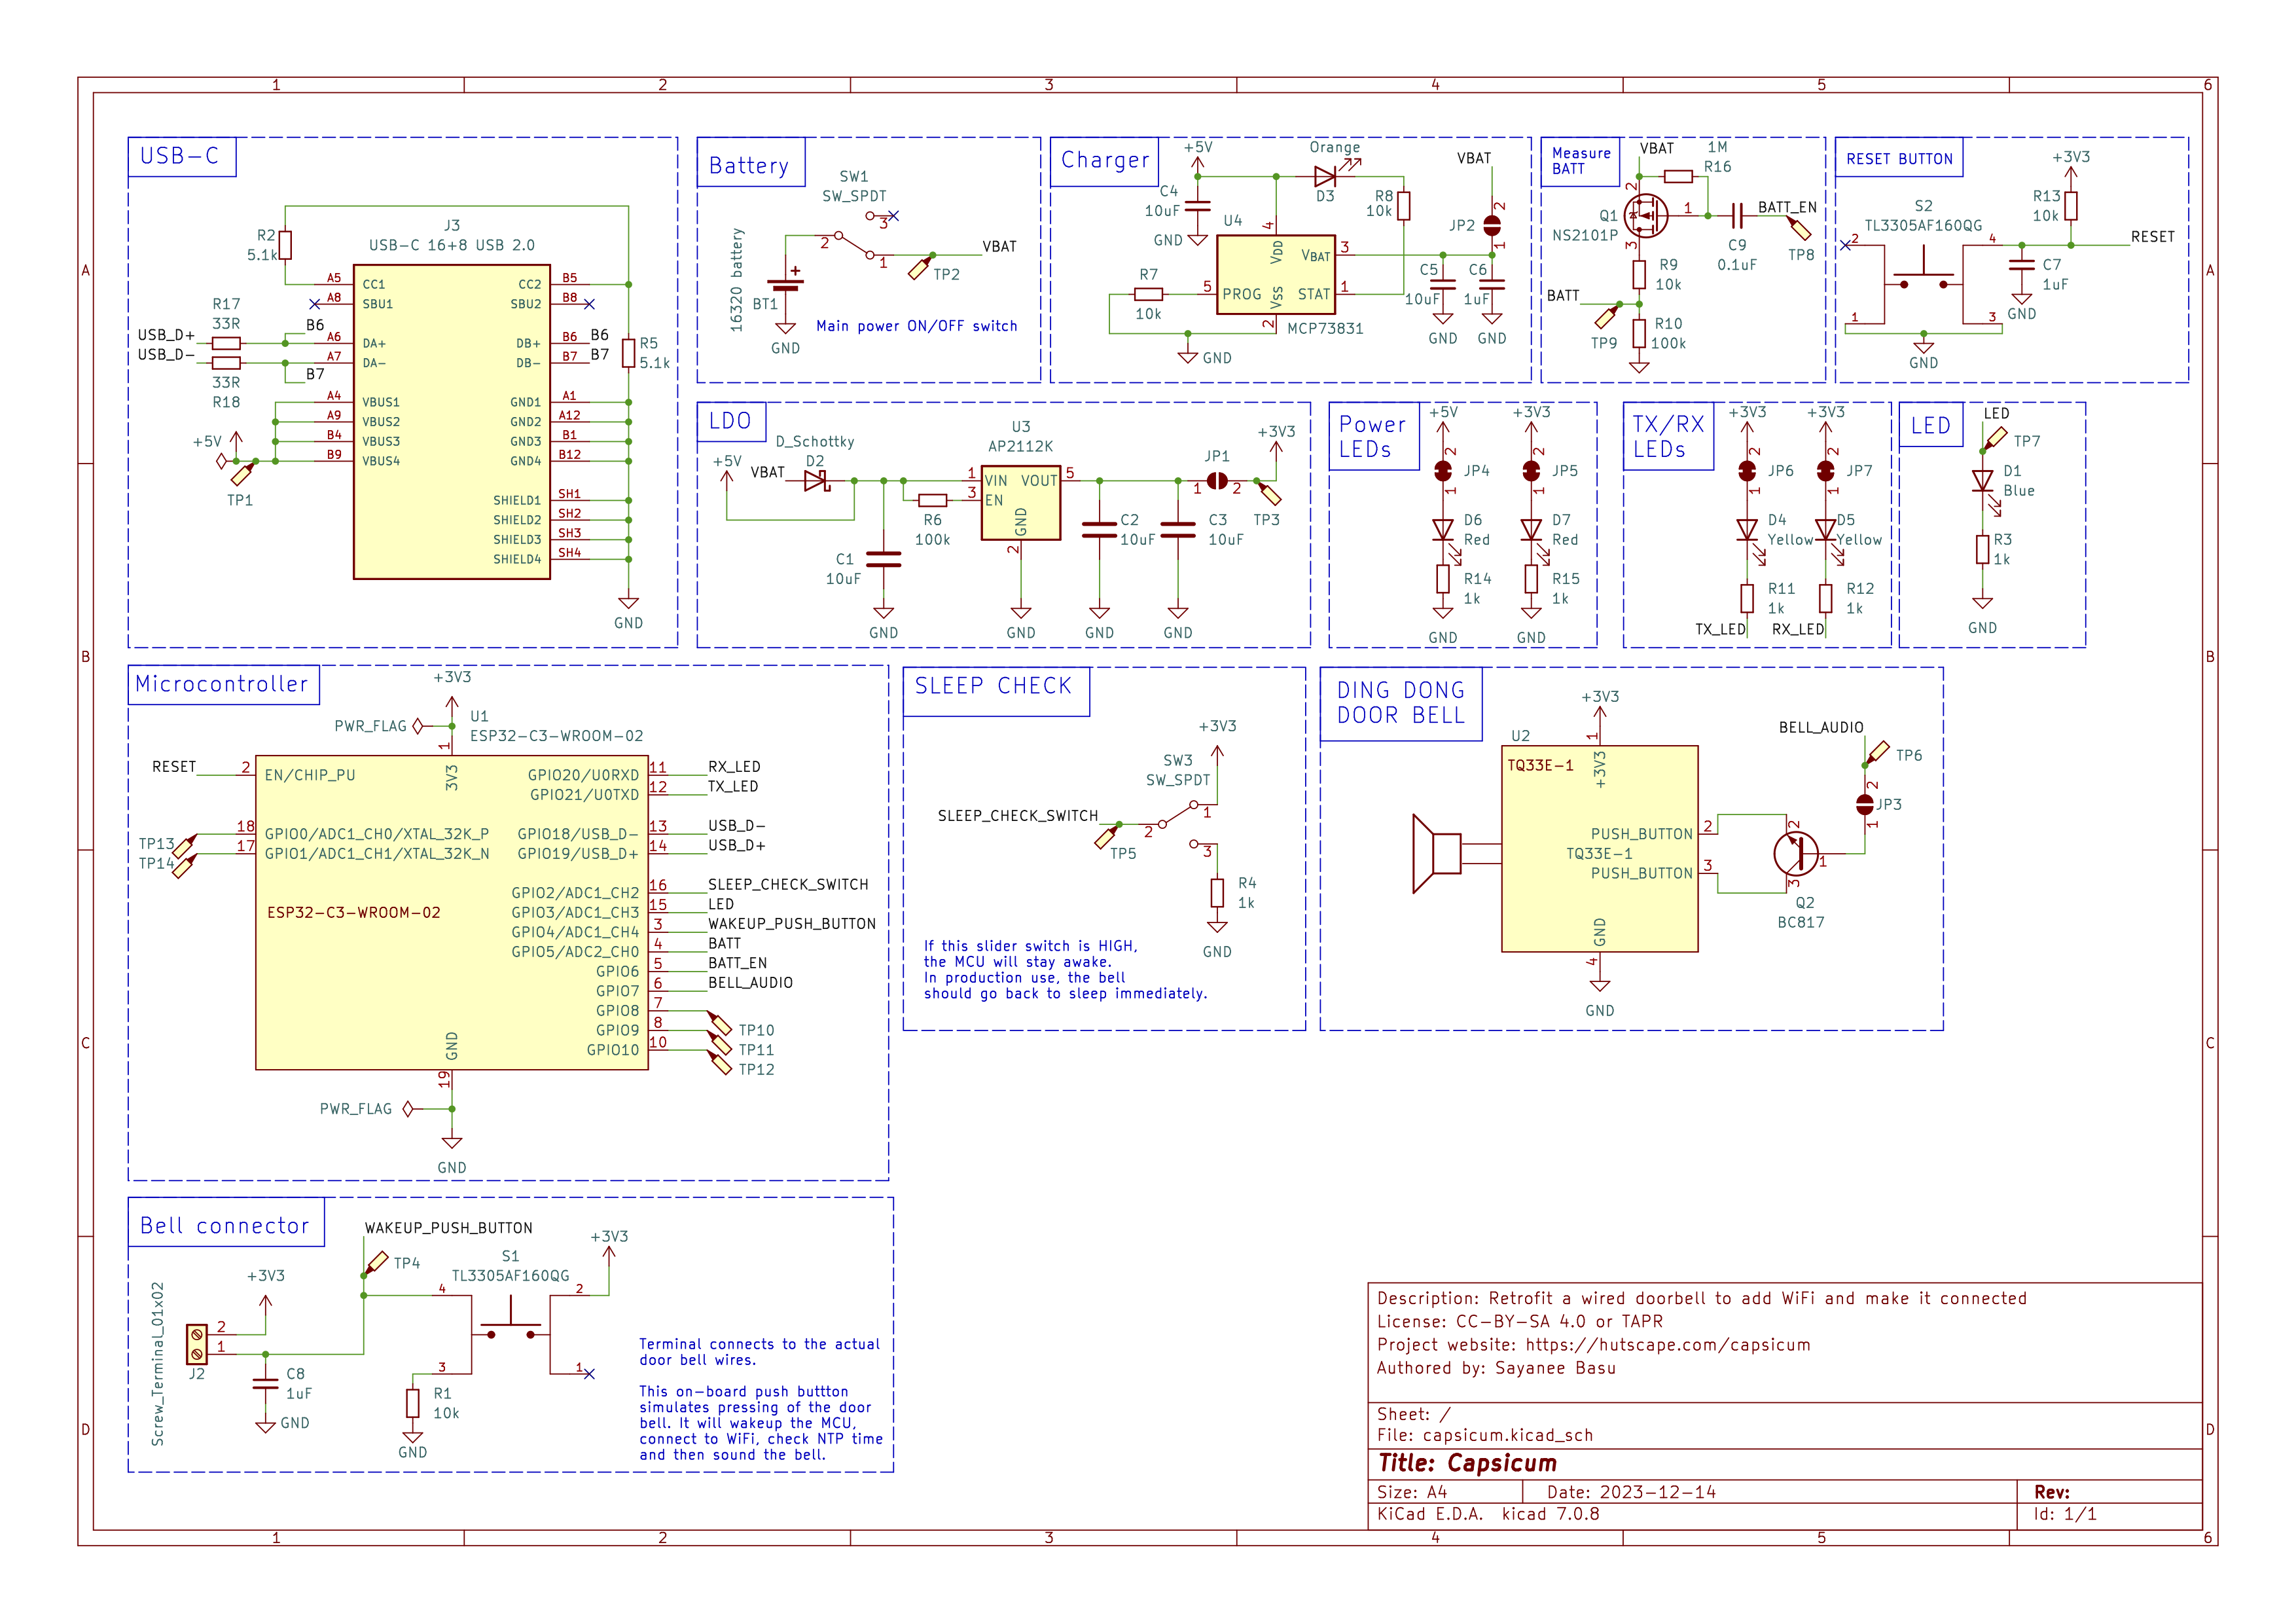 1 2 3 4 5 6
A
B
C
D
USB-C
J3
USB-C 16+8 USB 2.0
R2
5.1k
A5 CC1 CC2 B5
A8 SBU1 SBU2 B8
R17
33R
B6
USB_D+
A6 DA+ DB+ B6 B6
USB_D-
A7 DA- DB- B7 B7
33R
R18
B7
R5
5.1k
A4 VBUS1 GND1 A1
A9 VBUS2 GND2 A12
B4 VBUS3 GND3 B1
B9 VBUS4 GND4 B12
+5V
TP1
SHIELD1 SH1
SHIELD2 SH2
SHIELD3 SH3
SHIELD4 SH4
GND
Battery
SW1
SW_SPDT
3
2
1
VBAT
TP2
16320 battery
+
BT1
GND
Main power ON/OFF switch
Charger
+5V
Orange
D3
VBAT
C4
10uF
GND
U4
R8
10k
JP2
2
1
4
VDD
VBAT 3
R7
10k
5 PROG
STAT 1
VSS
2
MCP73831
C5
10uF
C6
1uF
GND
GND
GND
Measure
BATT
VBAT
1M
R16
2
Q1
NS2101P
1
3
BATT_EN
C9
0.1uF
TP8
R9
10k
BATT
TP9
R10
100k
RESET BUTTON
+3V3
S2
TL3305AF160QG
R13
10k
2
4
RESET
C7
1uF
GND
1
3
GND
LDO
D_Schottky
D2
+5V
VBAT
U3
AP2112K
1 VIN VOUT 5
3 EN
GND
2
R6
100k
JP1
1 2
+3V3
TP3
C1
10uF
C2
10uF
C3
10uF
GND
GND
GND
GND
Power
LEDs
+5V
+3V3
2
JP4
1
2
JP5
1
D6
Red
D7
Red
R14
1k
R15
1k
GND
GND
TX/RX
LEDs
+3V3
+3V3
2
JP6
1
2
JP7
1
D4
Yellow
D5
Yellow
R11
1k
R12
1k
TX_LED
RX_LED
LED
LED
TP7
D1
Blue
R3
1k
GND
Microcontroller
+3V3
PWR_FLAG
U1
ESP32-C3-WROOM-02
1
3V3
RESET
2 EN/CHIP_PU
GPIO20/U0RXD 11 RX_LED
GPIO21/U0TXD 12 TX_LED
TP13
18 GPIO0/ADC1_CH0/XTAL_32K_P
GPIO18/USB_D- 13 USB_D-
TP14
17 GPIO1/ADC1_CH1/XTAL_32K_N
GPIO19/USB_D+ 14 USB_D+
GPIO2/ADC1_CH2 16 SLEEP_CHECK_SWITCH
ESP32-C3-WROOM-02
GPIO3/ADC1_CH3 15 LED
GPIO4/ADC1_CH4 3 WAKEUP_PUSH_BUTTON
GPIO5/ADC2_CH0 4 BATT
GPIO6 5 BATT_EN
GPIO7 6 BELL_AUDIO
GPIO8 7 TP10
GPIO9 8 TP11
GPIO10 10 TP12
GND
19
PWR_FLAG
GND
SLEEP CHECK
+3V3
SW3
SW_SPDT
SLEEP_CHECK_SWITCH
TP5
2
1
3
R4
1k
GND
If this slider switch is HIGH,
the MCU will stay awake.
In production use, the bell
should go back to sleep immediately.
DING DONG
DOOR BELL
+3V3
U2
1
TQ33E-1
+3V3
BELL_AUDIO
TP6
2
JP3
1
PUSH_BUTTON 2
TQ33E-1
PUSH_BUTTON 3
2
1
3
Q2
BC817
GND
4
GND
Bell connector
WAKEUP_PUSH_BUTTON
TP4
+3V3
S1
TL3305AF160QG
+3V3
Screw_Terminal_01x02
4
2
2
1
J2
3
1
C8
1uF
GND
R1
10k
GND
Terminal connects to the actual
door bell wires.
This on-board push buttton
simulates pressing of the door
bell. It will wakeup the MCU,
connect to WiFi, check NTP time
and then sound the bell.
Description: Retrofit a wired doorbell to add WiFi and make it connected
License: CC-BY-SA 4.0 or TAPR
Project website: https://hutscape.com/capsicum
Authored by: Sayanee Basu
Sheet: /
File: capsicum.kicad_sch
Title: Capsicum
Size: A4 Date: 2023-12-14 Rev:
KiCad E.D.A. kicad 7.0.8 Id: 1/1
A
B
C
D
1 2 3 4 5 6